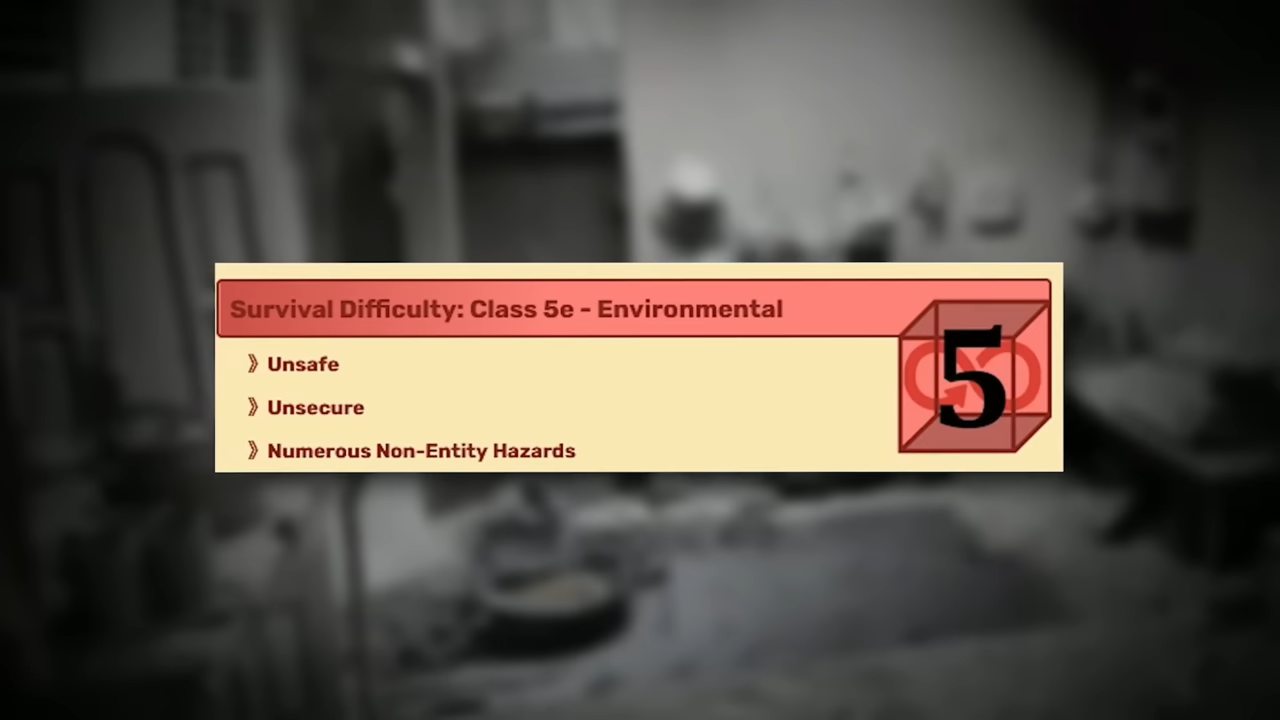 Survival Difficulty: Class 5e - Environmental
》 Unsafe
》 Unsecure
》 Numerous Non-Entity Hazards
5